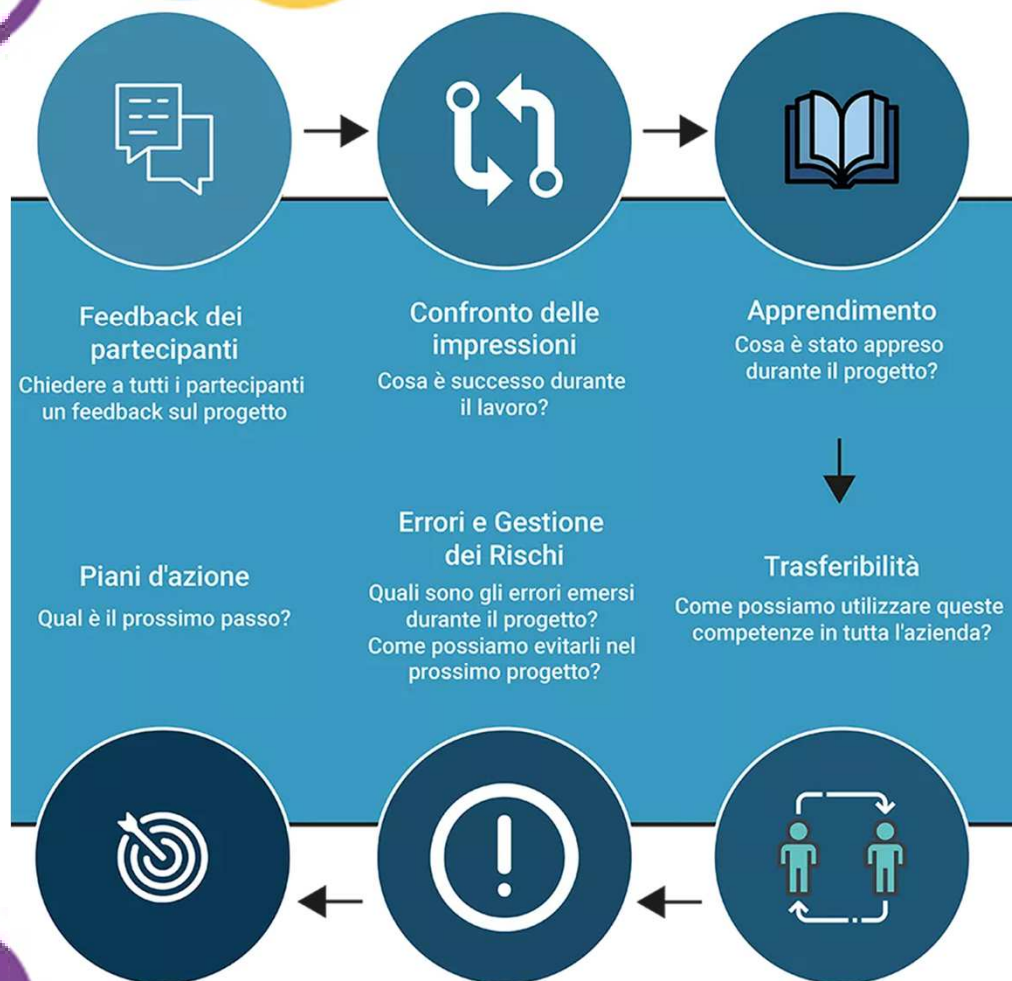 Feedback dei
partecipanti
Chiedere a tutti i partecipanti
un feedback sul progetto
Confronto delle
impressioni
Cosa è successo durante
il lavoro?
Apprendimento
Cosa è stato appreso
durante il progetto?
Trasferibilità
Come possiamo utilizzare queste
competenze in tutta l'azienda?
Errori e Gestione
dei Rischi
Quali sono gli errori emersi
durante il progetto?
Come possiamo evitarli nel
prossimo progetto?
Piani d'azione
Qual è il prossimo passo?